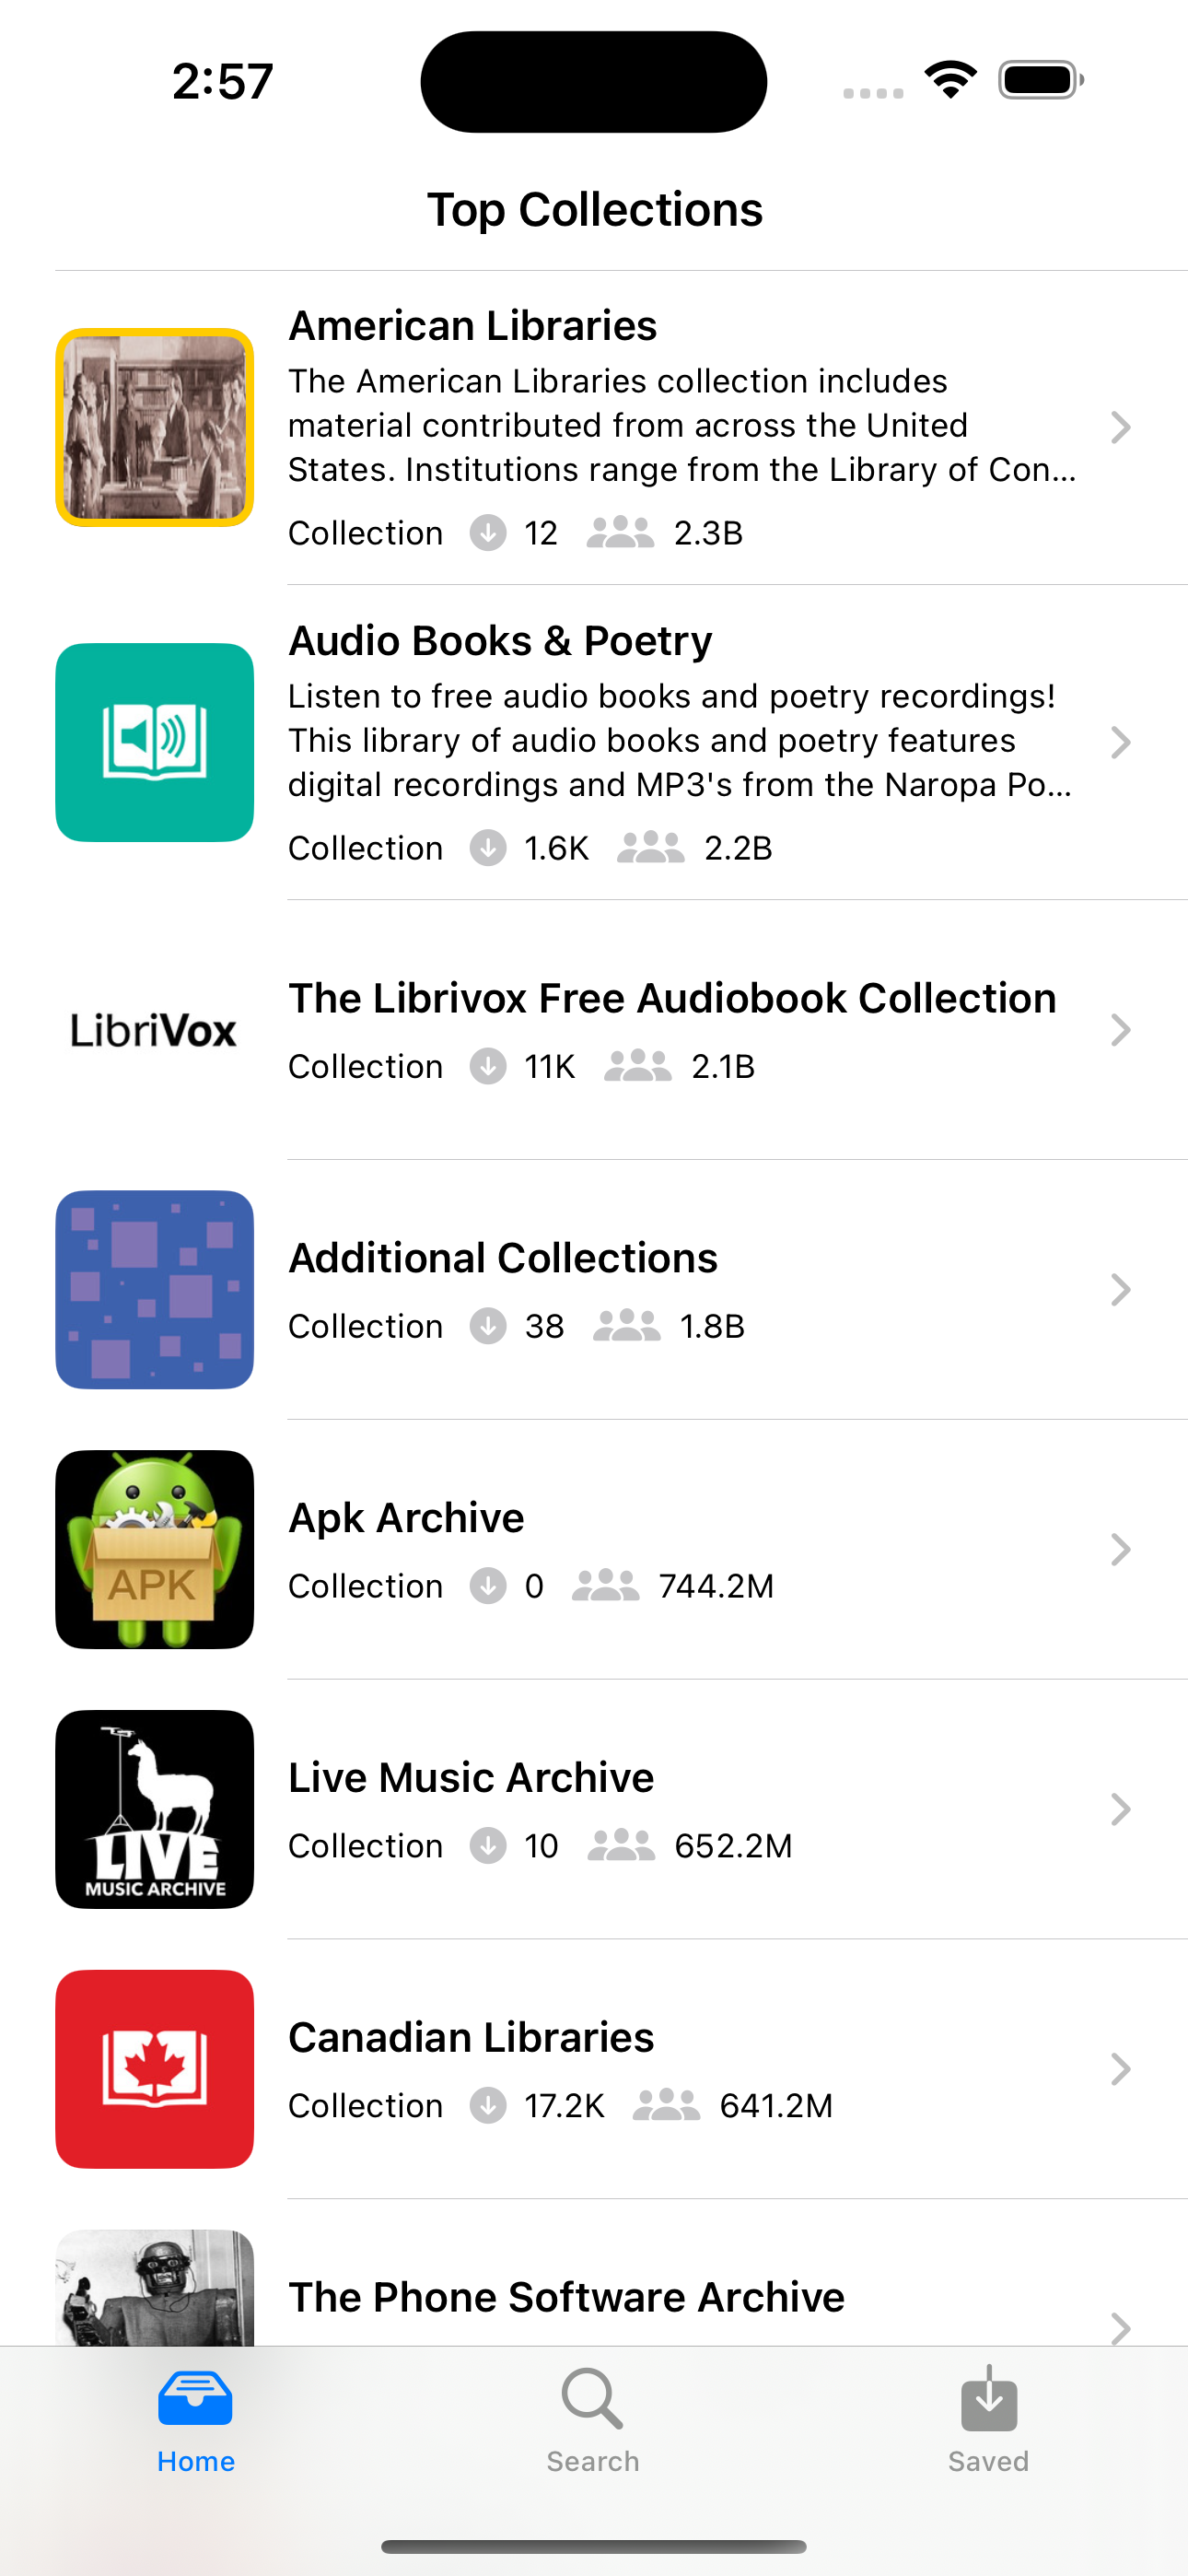 2:57
Top Collections
American Libraries
The American Libraries collection includes
material contributed from across the United
States. Institutions range from the Library of Con...
Collection 12 2.3B
Audio Books & Poetry
Listen to free audio books and poetry recordings!
This library of audio books and poetry features
digital recordings and MP3's from the Naropa Po...
Collection 1.6K 2.2B
LibriVox
The Librivox Free Audiobook Collection
Collection 11K 2.1B
Additional Collections
Collection 38 1.8B
APK
Apk Archive
Collection 0 744.2M
LIVE
MUSIC ARCHIVE
Live Music Archive
Collection 10 652.2M
Canadian Libraries
Collection 17.2K 641.2M
The Phone Software Archive
Home Search Saved